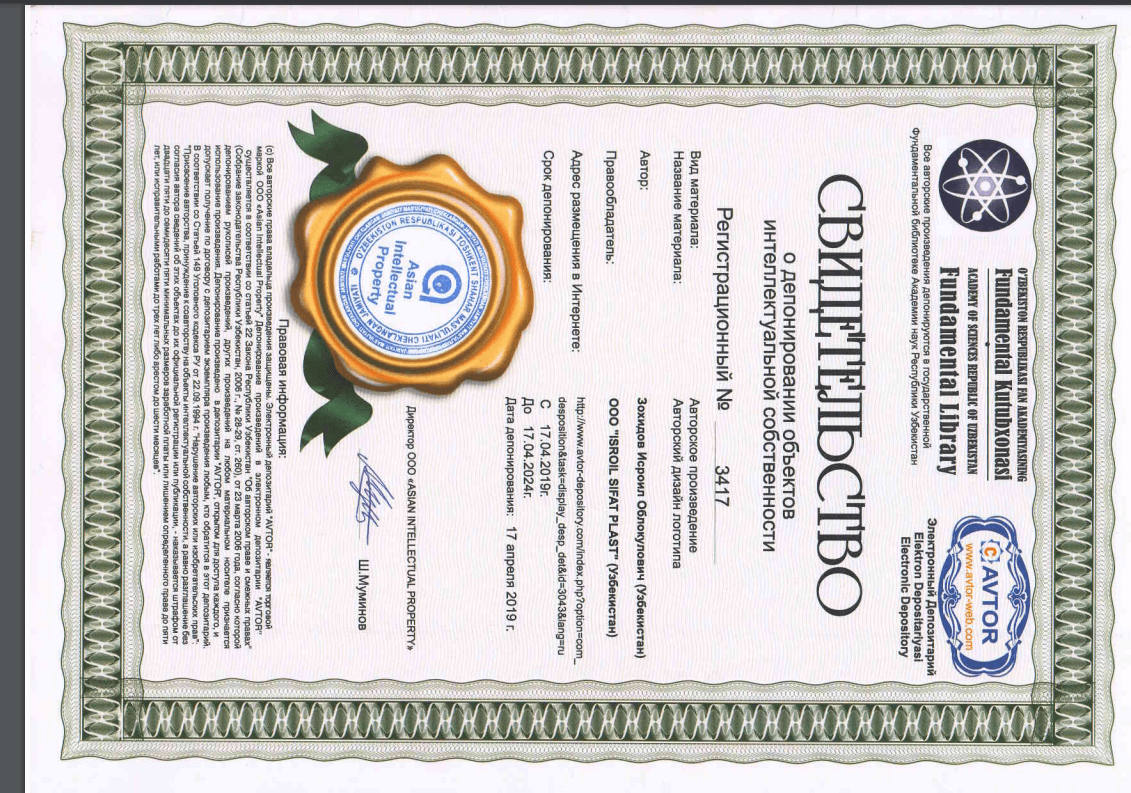 O'ZBEKISTON RESPUBLIKASI FAN AKADEMIYASINING
Fundamental Kutubxonasi
ACADEMY OF SCIENCES REPUBLIC OF UZBEKISTAN
Fundamental Library
Все авторские произведения депонируются в государственной
Фундаментальной библиотеке Академии наук Республики Узбекистан
AVTOR
www.avtor-web.com
Электронный Депозитарий
Elektron Depozitariyasi
Electronic Depository
СВИДЕТЕЛЬСТВО
о депонировании объектов
интеллектуальной собственности
Регистрационный № 3417
Вид материала: Авторское произведение
Название материала: Авторский дизайн логотипа
Автор: Зохидов Исроил Облокулович (Узбекистан)
Правообладатель: ООО "ISROIL SIFAT PLAST" (Узбекистан)
Адрес размещения в Интернете: http://www.avtor-depository.com/index.php?option=com_
desposition&task=display_desp_det&id=3043&lang=ru
Срок депонирования: С 17.04.2019г.
До 17.04.2024г.
Дата депонирования: 17 апреля 2019 г.
Asian
Intellectual
Property
O'ZBEKISTON RESPUBLIKASI TOSHKENT SHAHAR MAS'ULIYATI CHEKLANGAN JAMIYATI
Директор ООО «ASIAN INTELLECTUAL PROPERTY»
Ш.Муминов
Правовая информация:
(с) Все авторские права владельца произведения защищены. Электронный депозитарий "AVTOR" - является торговой
маркой ООО «Asian Intellectual Property" Депонирование произведений в электронном депозитарии "AVTOR"
осуществляется в соответствии со статьей 22 Закона Республики Узбекистан "Об авторском праве и смежных правах"
(Собрание законодательства Республики Узбекистан, 2006 г., № 28-29, ст. 260), от 23 марта 2006 года, согласно которой
депонированием рукописей произведений, других произведений на любом материальном носителе признается
использование произведения. Депонирование произведено в депозитарии "AVTOR", открытом для доступа каждого, и
допускает получение по договору с депозитарием экземпляра произведения любым, кто обратится в этот депозитарий.
В соответствии со Статьей 149 Уголовного кодекса РУ от 22.09.1994 г. "Нарушение авторских или изобретательских прав":
"Присвоение авторства, принуждение к соавторству на объекты интеллектуальной собственности, а равно разглашение без
согласия автора сведений об этих объектах до их официальной регистрации или публикации, - наказывается штрафом от
двадцати пяти до семидесяти пяти минимальных размеров заработной платы или лишением определенного права до пяти
лет, или исправительными работами до трех лет либо арестом до шести месяцев".